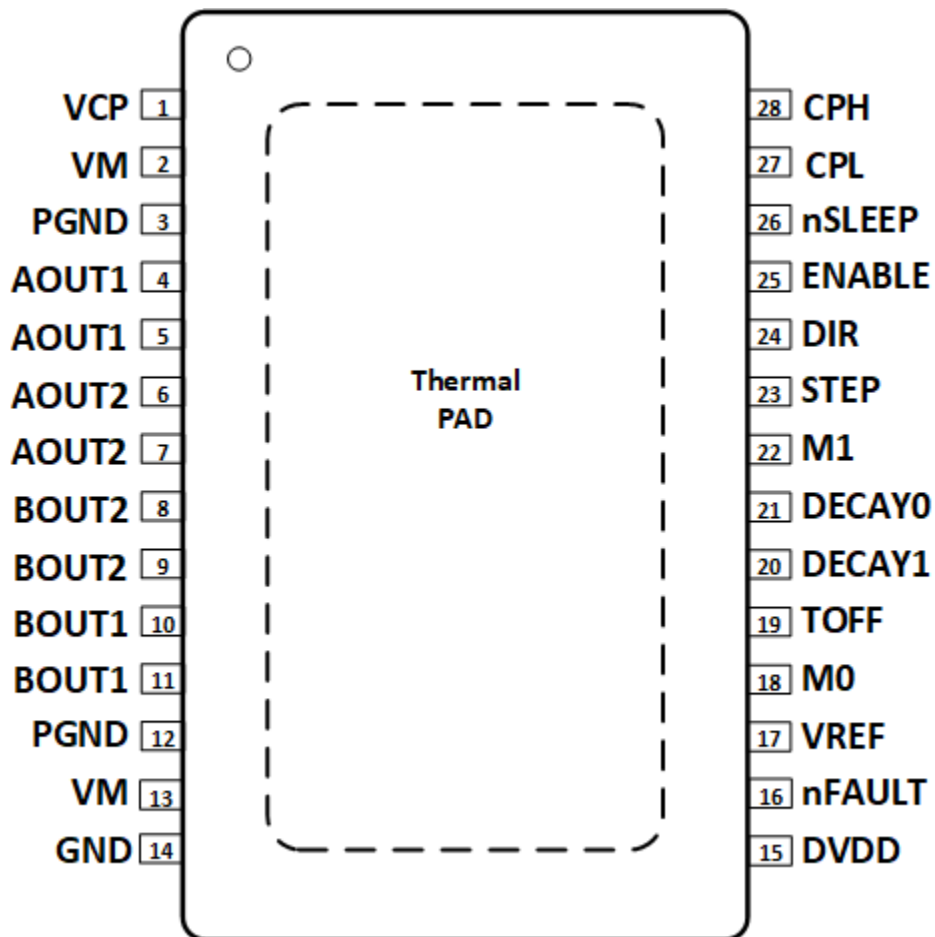 VCP 1 28 CPH
VM 2 27 CPL
PGND 3 26 nSLEEP
AOUT1 4 25 ENABLE
AOUT1 5 24 DIR
AOUT2 6 23 STEP
AOUT2 7 22 M1
BOUT2 8 21 DECAY0
BOUT2 9 20 DECAY1
BOUT1 10 19 TOFF
BOUT1 11 18 M0
PGND 12 17 VREF
VM 13 16 nFAULT
GND 14 15 DVDD
Thermal
PAD